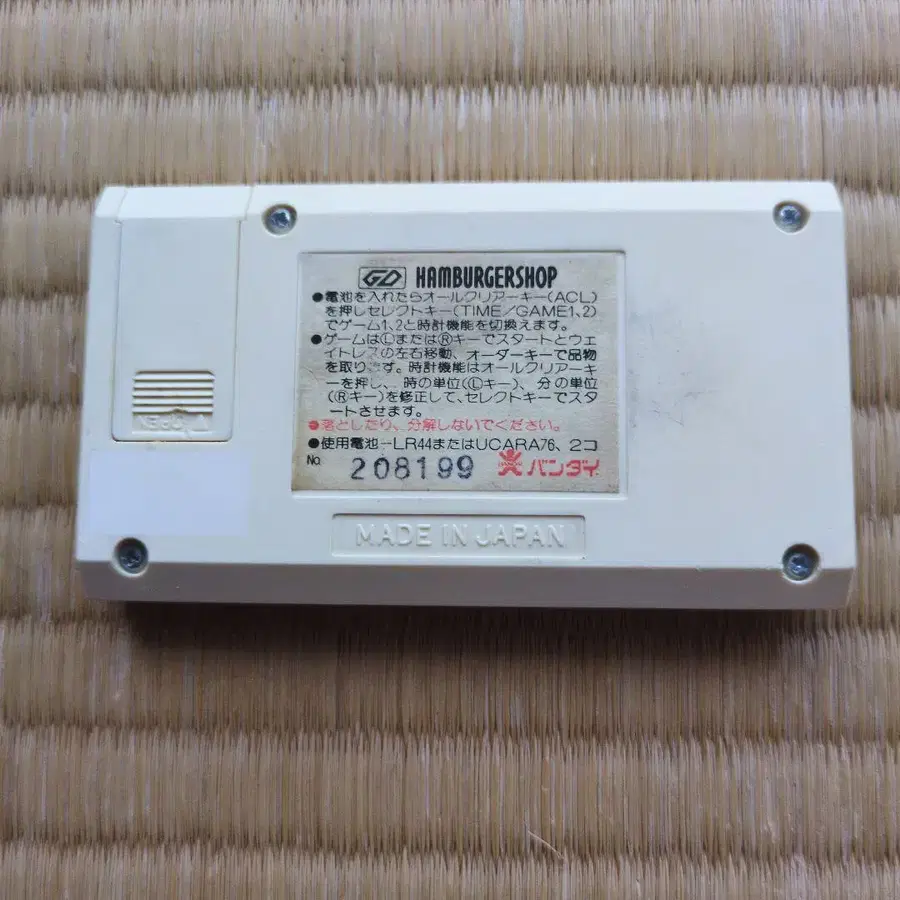 GD HAMBURGERSHOP
●電池を入れたらオールクリアーキー(ACL)
を押しセレクトキー(TIME/GAME1,2)
でゲーム1,2と時計機能を切換えます。
●ゲームはⓁまたはⓇキーでスタートとウェ
イトレスの左右移動、オーダーキーで品物
を取ります。時計機能はオールクリアーキ
ーを押し、時の単位(Ⓛキー)、分の単位
(Ⓡキー)を修正して、セレクトキーでスタ
ートさせます。
●落としたり、分解しないでください。
●使用電池—LR44またはUCARA76、2コ
No. 208199 BANDAI バンダイ
OPEN
MADE IN JAPAN